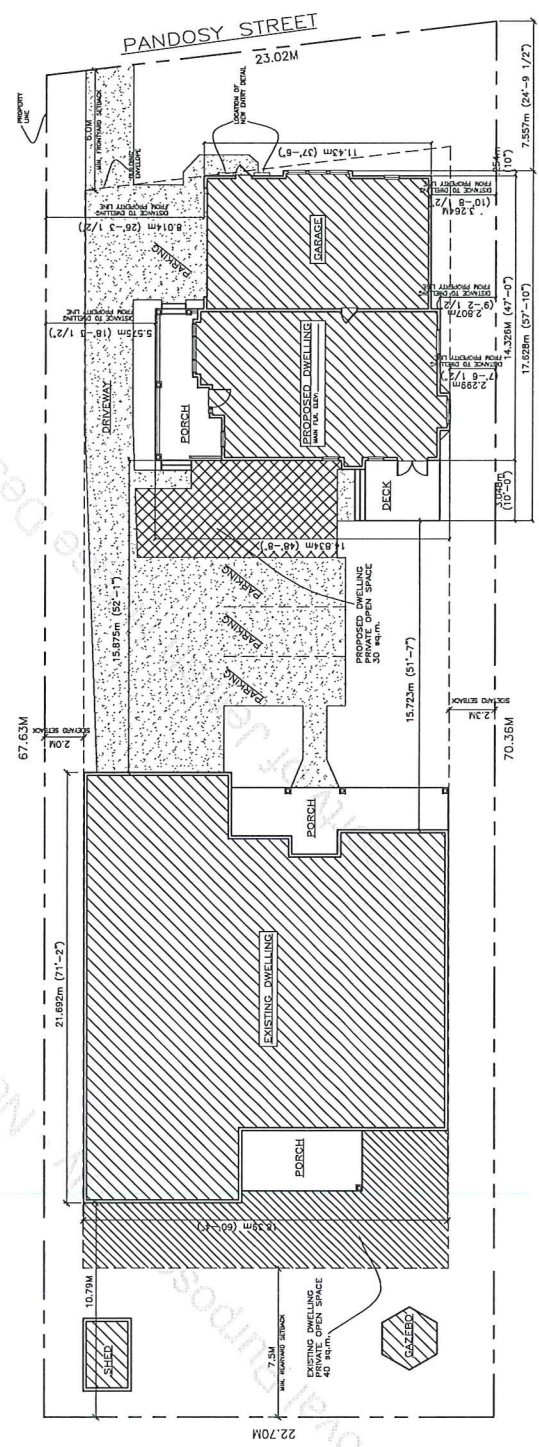 PANDOSY STREET
23.02M
PROPERTY
LINE
6.0M
MIN. FRONTYARD SETBACK
BUILDING
ENVELOPE
LOCATION OF
NEW ENTRY DETAIL
7.557m (24'-9 1/2")
11.43m (37'-6")
.254m
(10")
DISTANCE TO DWELLING
FROM PROPERTY LINE
8.014m (26'-3 1/2")
PARKING
GARAGE
DISTANCE TO DWELLING
FROM PROPERTY LINE
3.264M
(10'-8 1/2")
DISTANCE TO DWELLING
FROM PROPERTY LINE
5.575m (18'-3 1/2")
DISTANCE TO DWELLING
FROM PROPERTY LINE
2.807m
(9'-2 1/2")
14.326M (47'-0")
17.628m (57'-10")
DRIVEWAY
PORCH
PROPOSED DWELLING
MAIN FLR. ELEV:
DISTANCE TO DWELLING
FROM PROPERTY LINE
2.299m
(7'-6 1/2")
DECK
3.048m
(10'-0")
14.834m (48'-8")
15.875m (52'-1")
PARKING
PARKING
PARKING
PROPOSED DWELLING
PRIVATE OPEN SPACE
30 sq.m.
15.723m (51'-7")
67.63M
SIDEYARD SETBACK
2.0M
SIDEYARD SETBACK
2.3M
70.36M
PORCH
21.692m (71'-2")
EXISTING DWELLING
PORCH
18.39m (60'-4")
10.79M
7.5M
MIN. REARYARD SETBACK
EXISTING DWELLING
PRIVATE OPEN SPACE
40 sq.m.
SHED
GAZEBO
22.70M